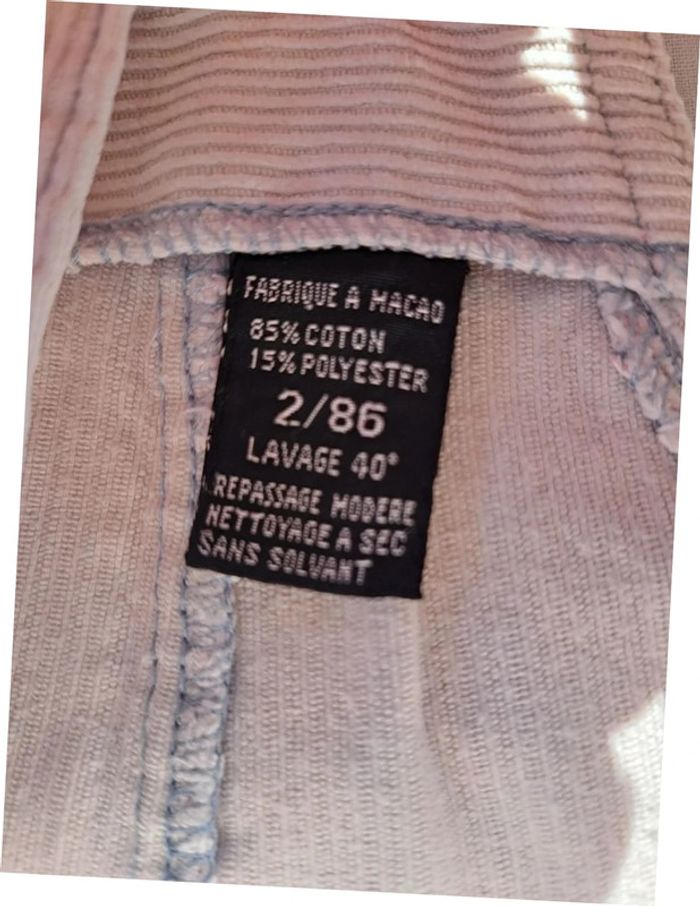 FABRIQUE A MACAO
85% COTON
15% POLYESTER
2/86
LAVAGE 40°
REPASSAGE MODERE
NETTOYAGE A SEC
SANS SOLVANT